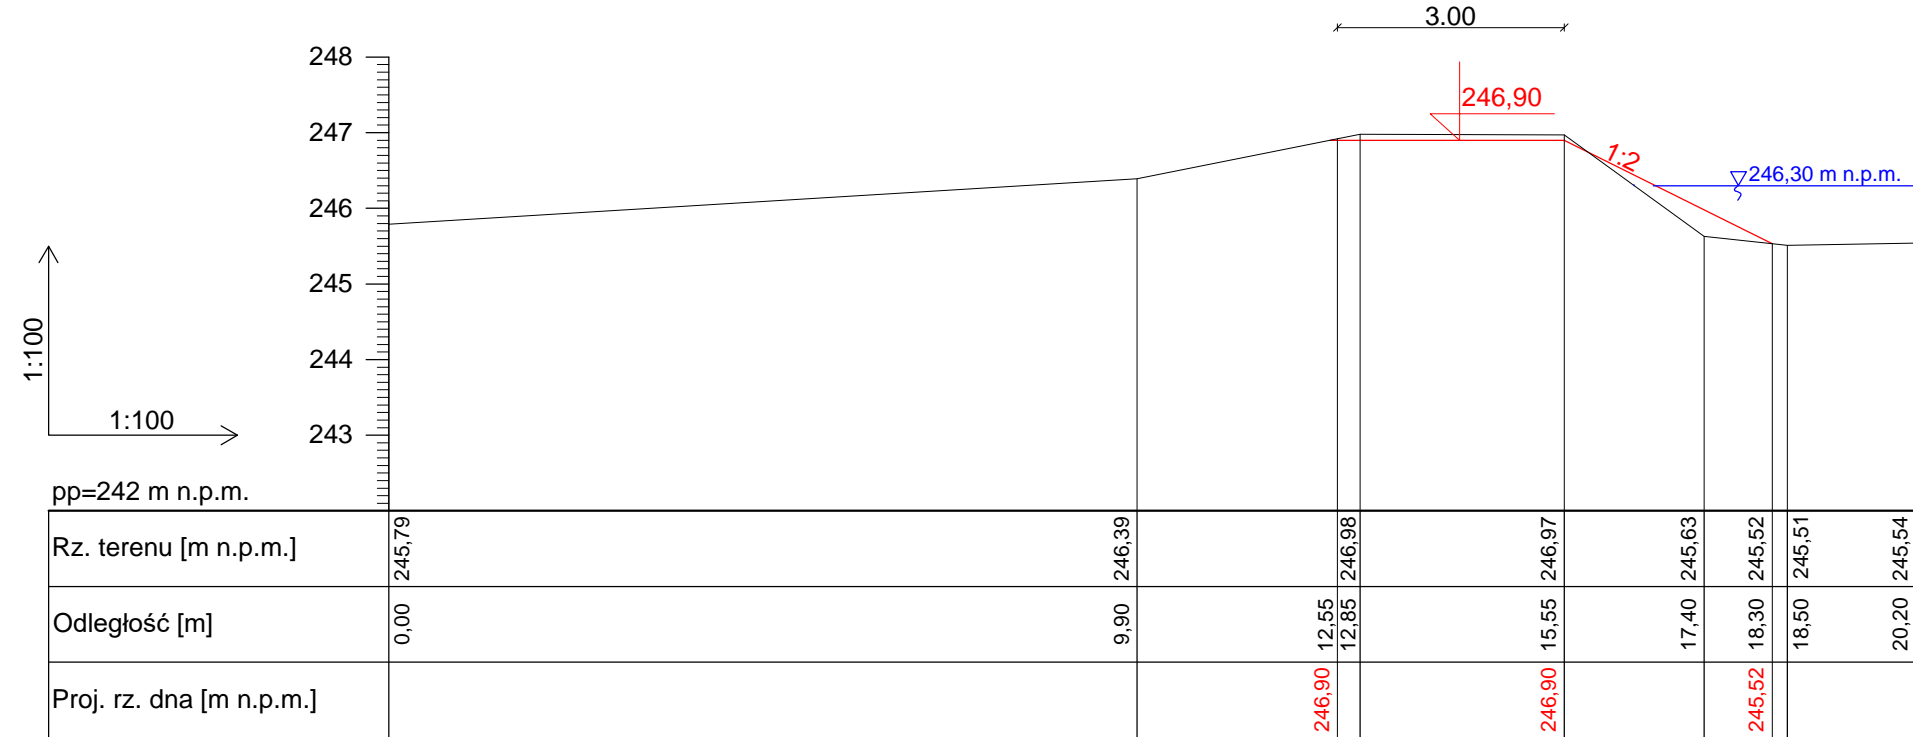 3.00
248
246,90
247
1:2
246,30 m n.p.m.
246
245
244
1:100
1:100
243
pp=242 m n.p.m.
Rz. terenu [m n.p.m.] 245,79 246,39 246,98 246,97 245,63 245,52 245,51 245,54
Odległość [m] 0,00 9,90 12,55 12,85 15,55 17,40 18,30 18,50 20,20
Proj. rz. dna [m n.p.m.] 246,90 246,90 245,52